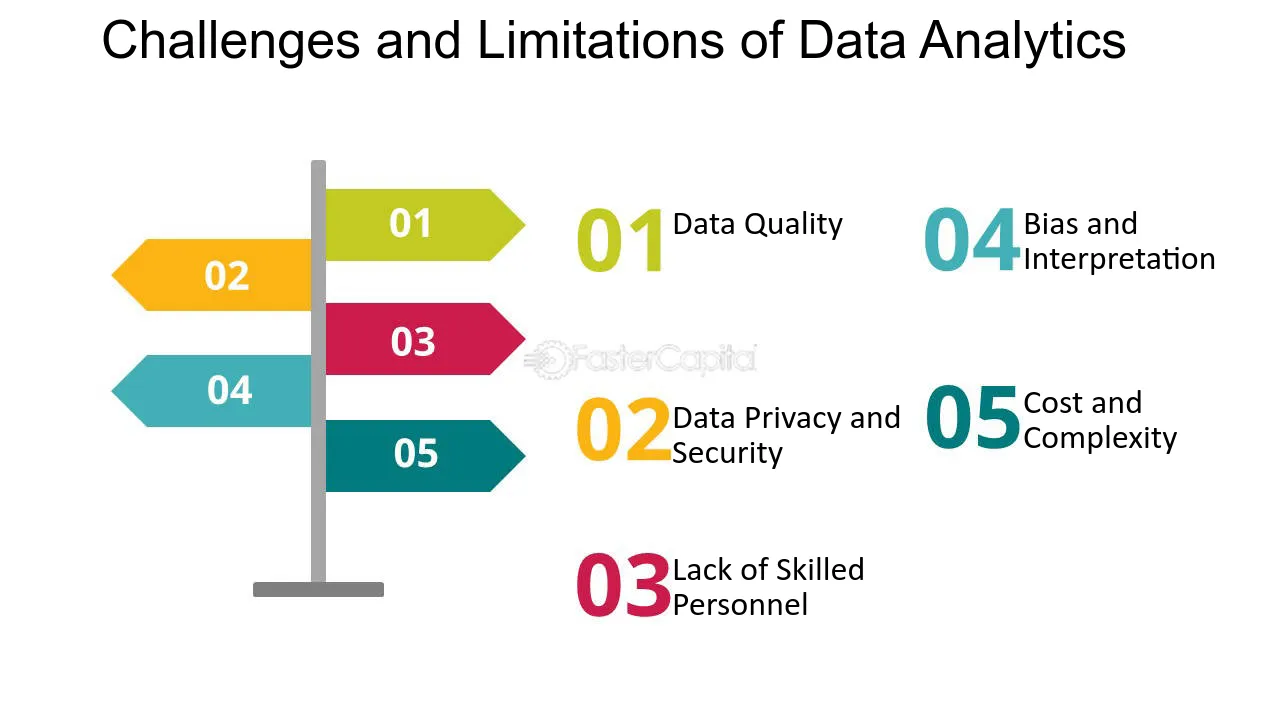 Challenges and Limitations of Data Analytics
01
02
03
04
05
01 Data Quality
02 Data Privacy and
Security
03 Lack of Skilled
Personnel
04 Bias and
Interpretation
05 Cost and
Complexity
FasterCapital